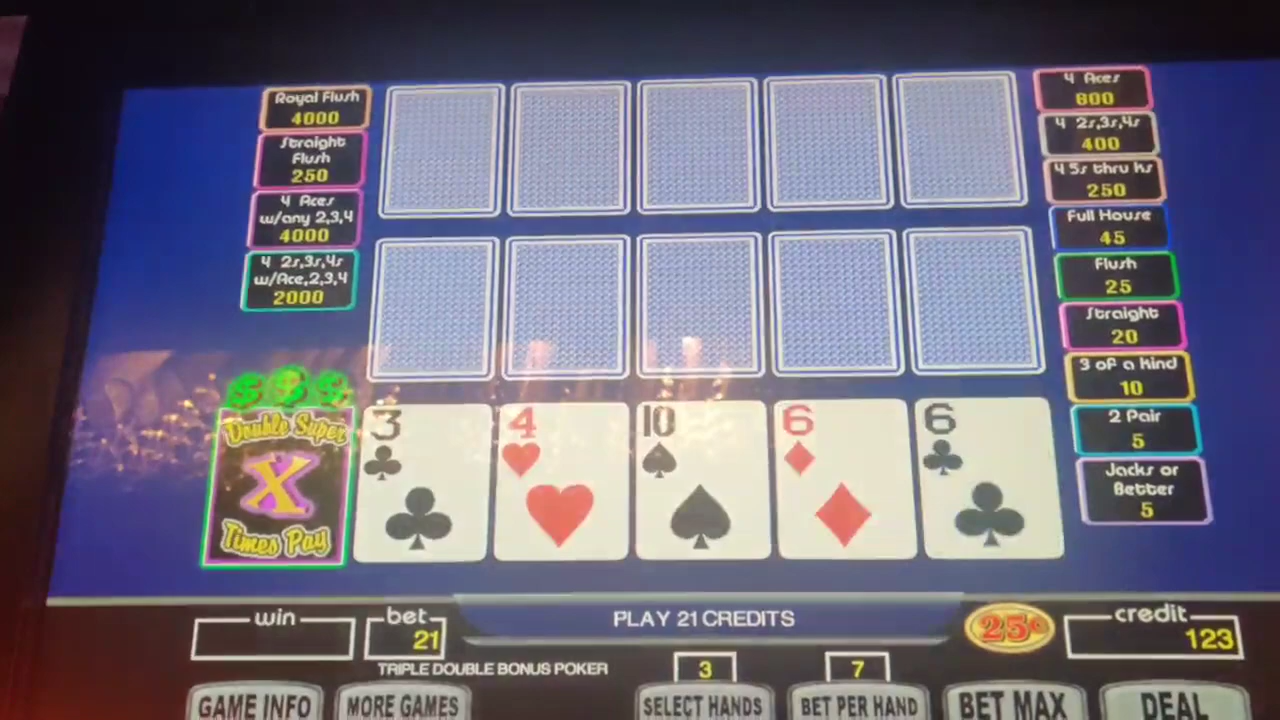 Royal Flush
4000
Straight
Flush
250
4 Aces
w/any 2,3,4
4000
4 2s,3s,4s
w/Ace,2,3,4
2000
4 Aces
800
4 2s,3s,4s
400
4 5s thru Ks
250
Full House
45
Flush
25
Straight
20
3 of a Kind
10
2 Pair
5
Jacks or
Better
5
$ $ $
Double Super
X
Times Pay
3 4 10 6 6
win
bet
21
PLAY 21 CREDITS
25¢
credit
123
TRIPLE DOUBLE BONUS POKER
3
7
GAME INFO
MORE GAMES
SELECT HANDS
BET PER HAND
BET MAX
DEAL